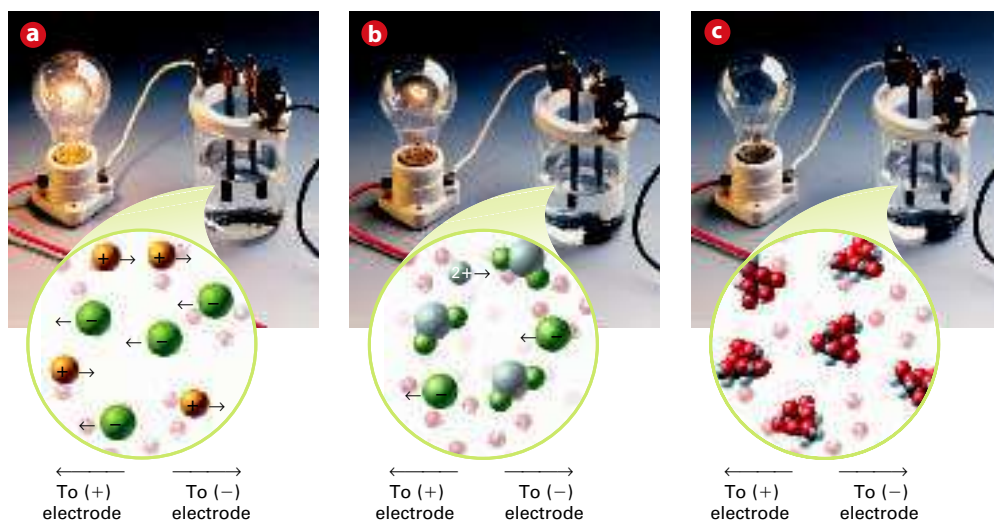 a
b
c
+
+
-
-
-
+
+
-
2+
-
-
To (+)
electrode
To (−)
electrode
To (+)
electrode
To (−)
electrode
To (+)
electrode
To (−)
electrode